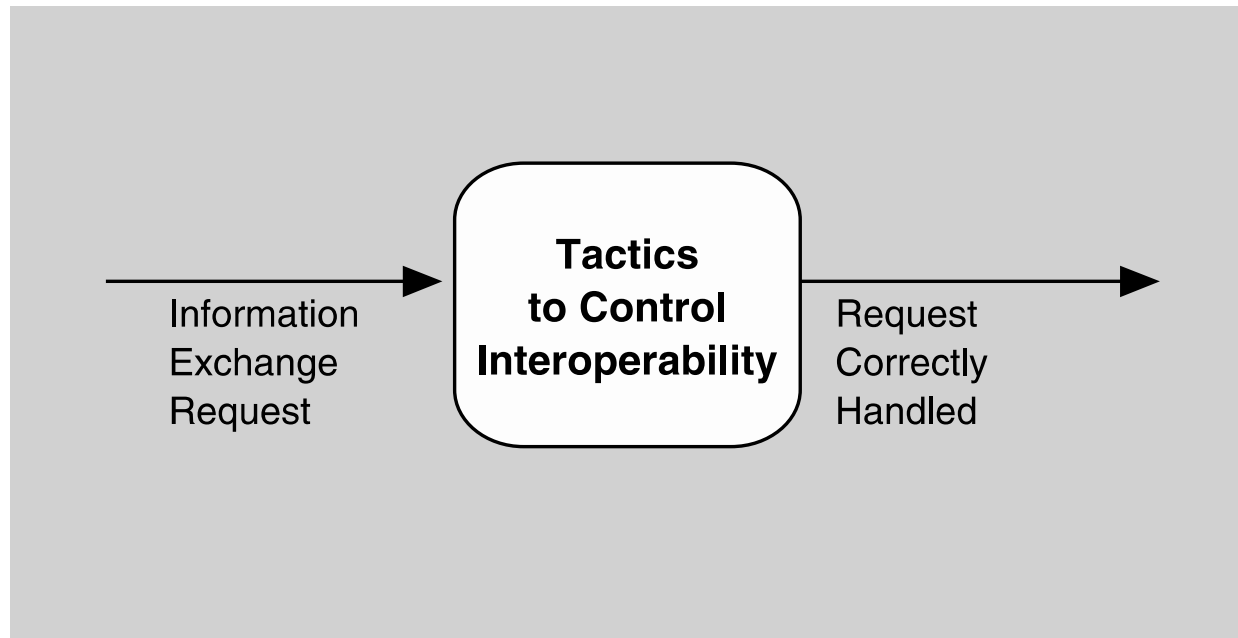 Information
Exchange
Request
Tactics
to Control
Interoperability
Request
Correctly
Handled